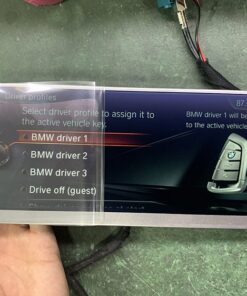 Driver profiles
Select driver profile to assign it to
the active vehicle key.
BMW driver 1
BMW driver 2
BMW driver 3
Drive off (guest)
BMW driver 1 will b
to the active vehicle